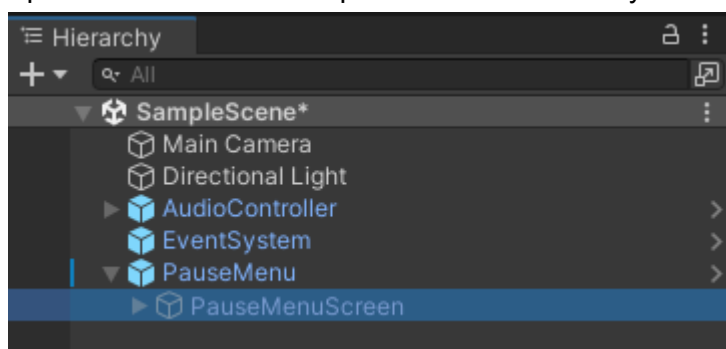 Hierarchy
All
SampleScene*
Main Camera
Directional Light
AudioController
EventSystem
PauseMenu
PauseMenuScreen